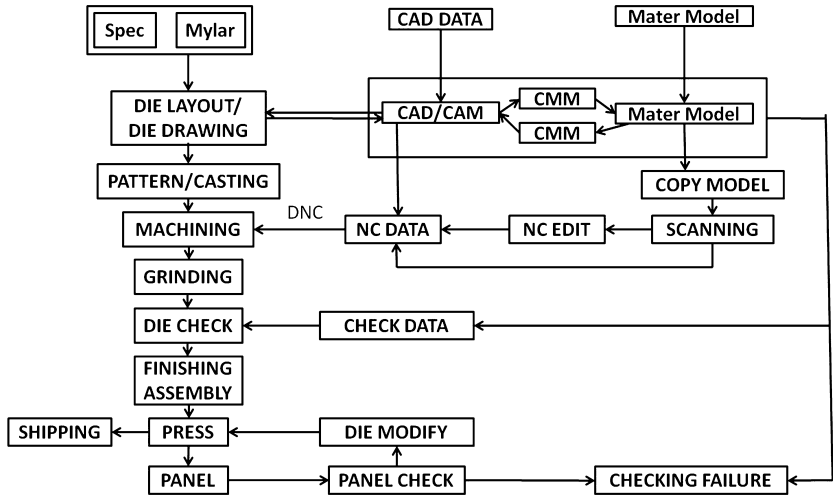 Spec
Mylar
CAD DATA
Mater Model
DIE LAYOUT/
DIE DRAWING
CAD/CAM
CMM
CMM
Mater Model
PATTERN/CASTING
COPY MODEL
MACHINING
DNC
NC DATA
NC EDIT
SCANNING
GRINDING
DIE CHECK
CHECK DATA
FINISHING
ASSEMBLY
SHIPPING
PRESS
DIE MODIFY
PANEL
PANEL CHECK
CHECKING FAILURE